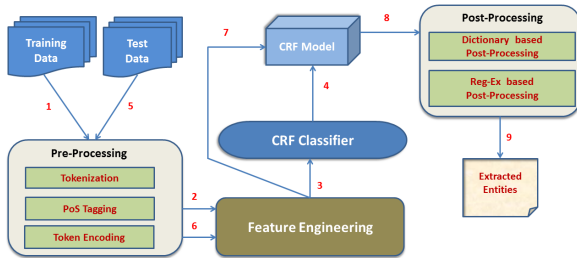 Training
Data
Test
Data
1
5
Pre-Processing
Tokenization
PoS Tagging
Token Encoding
2
6
Feature Engineering
3
CRF Classifier
4
7
CRF Model
8
Post-Processing
Dictionary based
Post-Processing
Reg-Ex based
Post-Processing
9
Extracted
Entities